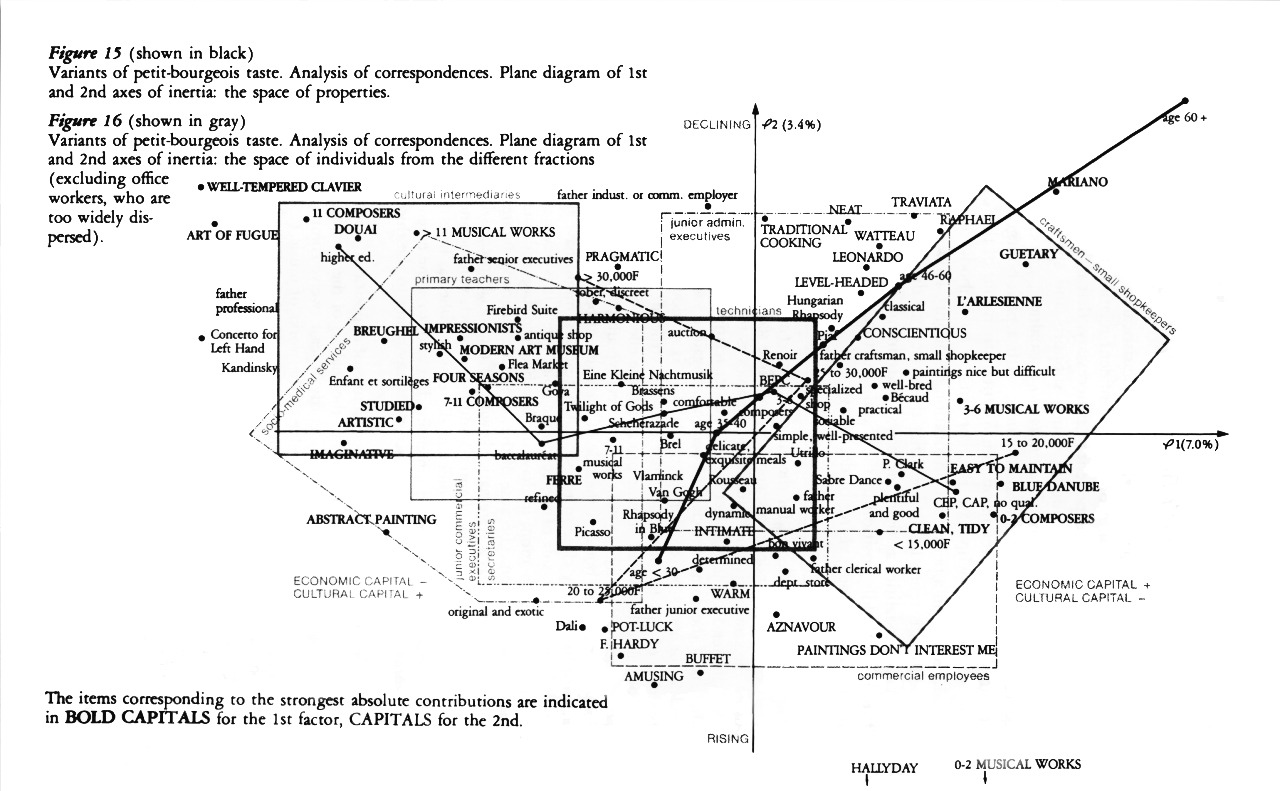 Figure 15 (shown in black)
Variants of petit-bourgeois taste. Analysis of correspondences. Plane diagram of 1st
and 2nd axes of inertia: the space of properties.
Figure 16 (shown in gray)
Variants of petit-bourgeois taste. Analysis of correspondences. Plane diagram of 1st
and 2nd axes of inertia: the space of individuals from the different fractions
(excluding office
workers, who are
too widely dis-
persed).
DECLINING
φ2 (3.4%)
age 60 +
WELL-TEMPERED CLAVIER
cultural intermediaries
father indust. or comm. employer
MARIANO
11 COMPOSERS
DOUAI
> 11 MUSICAL WORKS
ART OF FUGUE
higher ed.
father senior executives
PRAGMATIC
junior admin.
executives
TRADITIONAL
COOKING
NEAT
TRAVIATA
RAPHAEL
WATTEAU
LEONARDO
craftsmen—small shopkeepers
GUETARY
primary teachers
> 30,000F
sober, discreet
HARMONIOUS
LEVEL-HEADED
age 46-60
father
professional
Firebird Suite
technicians
Hungarian
Rhapsody
classical
L'ARLESIENNE
Concerto for
Left Hand
BREUGHEL
IMPRESSIONISTS
antique shop
auction
Piaf
CONSCIENTIOUS
stylish
MODERN ART MUSEUM
Renoir
father craftsman, small shopkeeper
Kandinsky
Flea Market
Enfant et sortilèges
FOUR SEASONS
Eine Kleine Nachtmusik
BEPC
25 to 30,000F
paintings nice but difficult
Goya
Brassens
specialized
shop
well-bred
Bécaud
socio-medical services
STUDIED
7-11 COMPOSERS
Twilight of Gods
comfortable
3-6
composers
practical
3-6 MUSICAL WORKS
ARTISTIC
Braque
Scheherazade
age 35-40
sociable
simple, well-presented
15 to 20,000F
φ1(7.0%)
IMAGINATIVE
baccalauréat
7-11
musical
works
Brel
delicate
exquisite meals
Utrillo
P. Clark
EASY TO MAINTAIN
FERRE
Vlaminck
Rousseau
Sabre Dance
BLUE DANUBE
refined
Van Gogh
father
manual worker
plentiful
and good
CEP, CAP, no qual.
ABSTRACT PAINTING
Picasso
Rhapsody
in Blue
dynamic
INTIMATE
0-2 COMPOSERS
CLEAN, TIDY
< 15,000F
junior commercial
executives
secretaries
bon vivant
determined
father clerical worker
age < 30
dept. store
ECONOMIC CAPITAL −
CULTURAL CAPITAL +
ECONOMIC CAPITAL +
CULTURAL CAPITAL −
20 to 25,000F
WARM
original and exotic
father junior executive
Dali
POT-LUCK
AZNAVOUR
F. HARDY
PAINTINGS DON'T INTEREST ME
BUFFET
AMUSING
commercial employees
The items corresponding to the strongest absolute contributions are indicated
in BOLD CAPITALS for the 1st factor, CAPITALS for the 2nd.
RISING
HALLYDAY
0-2 MUSICAL WORKS